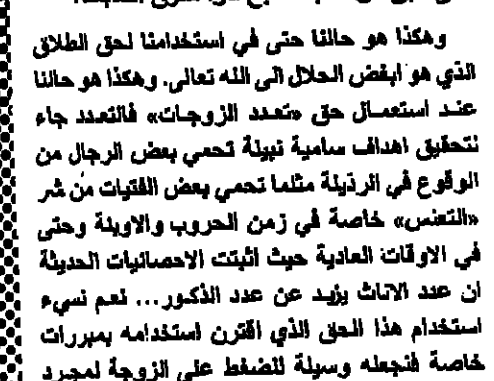 وهكذا هو حالنا حتى في استخدامنا لحق الطلاق
الذي هو ابغض الحلال الى الله تعالى. وهكذا هو حالنا
عند استعمال حق «تعدد الزوجات» فالتعدد جاء
لتحقيق اهداف سامية نبيلة تحمي بعض الرجال من
الوقوع في الرذيلة مثلما تحمي بعض الفتيات من شر
«التعنس» خاصة في زمن الحروب والاوبئة وحتى
في الاوقات العادية حيث اثبتت الاحصائيات الحديثة
ان عدد الاناث يزيد عن عدد الذكور... نعم نسيء
استخدام هذا الحق الذي اقترن استخدامه بمبررات
خاصة فنجعله وسيلة للضغط على الزوجة لمجرد